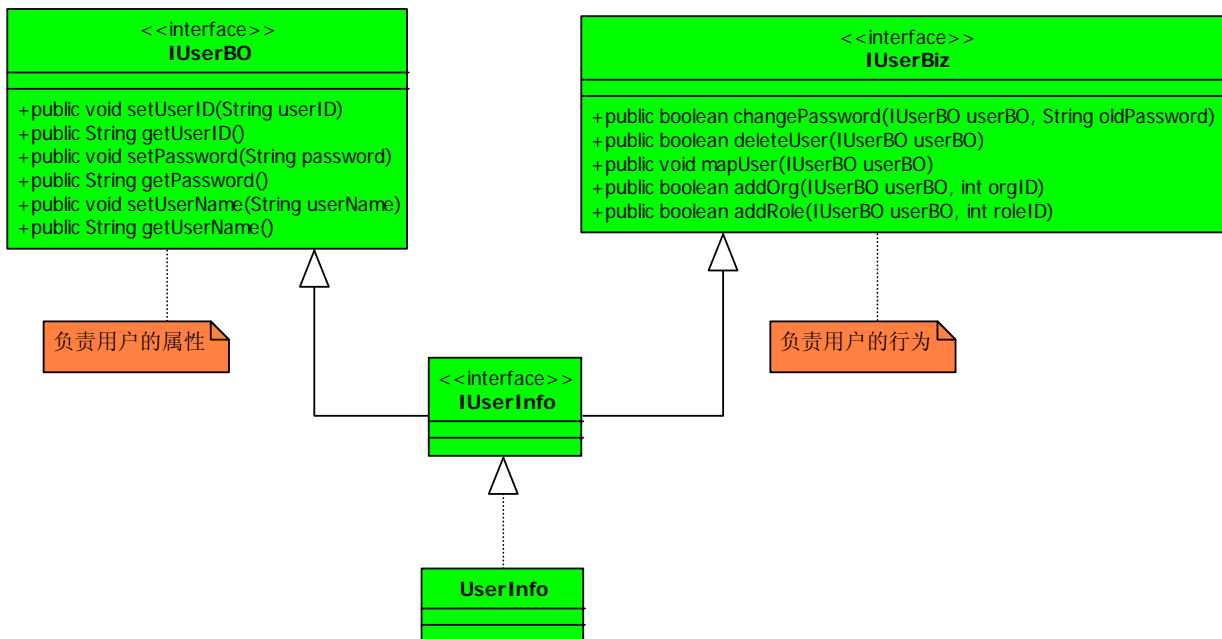 <<interface>>
IUserBO
+public void setUserID(String userID)
+public String getUserID()
+public void setPassword(String password)
+public String getPassword()
+public void setUserName(String userName)
+public String getUserName()
<<interface>>
IUserBiz
+public boolean changePassword(IUserBO userBO, String oldPassword)
+public boolean deleteUser(IUserBO userBO)
+public void mapUser(IUserBO userBO)
+public boolean addOrg(IUserBO userBO, int orgID)
+public boolean addRole(IUserBO userBO, int roleID)
负责用户的属性
负责用户的行为
<<interface>>
IUserInfo
UserInfo